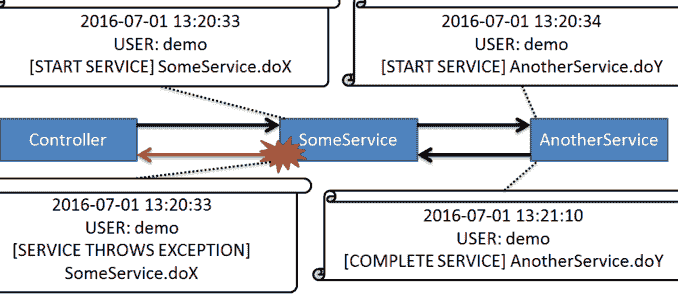 2016-07-01 13:20:33
USER: demo
[START SERVICE] SomeService.doX
2016-07-01 13:20:34
USER: demo
[START SERVICE] AnotherService.doY
Controller
SomeService
AnotherService
2016-07-01 13:20:33
USER: demo
[SERVICE THROWS EXCEPTION]
SomeService.doX
2016-07-01 13:21:10
USER: demo
[COMPLETE SERVICE] AnotherService.doY